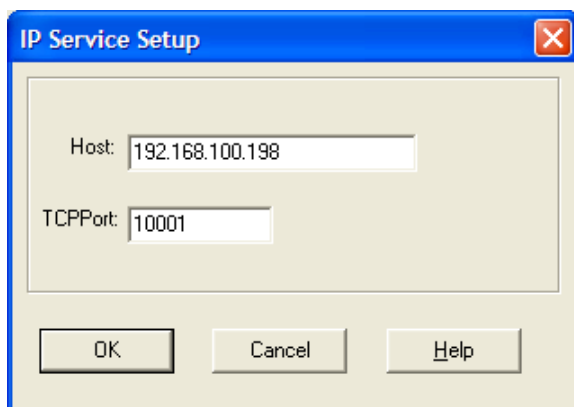 IP Service Setup
Host: 192.168.100.198
TCPPort: 10001
OK Cancel Help